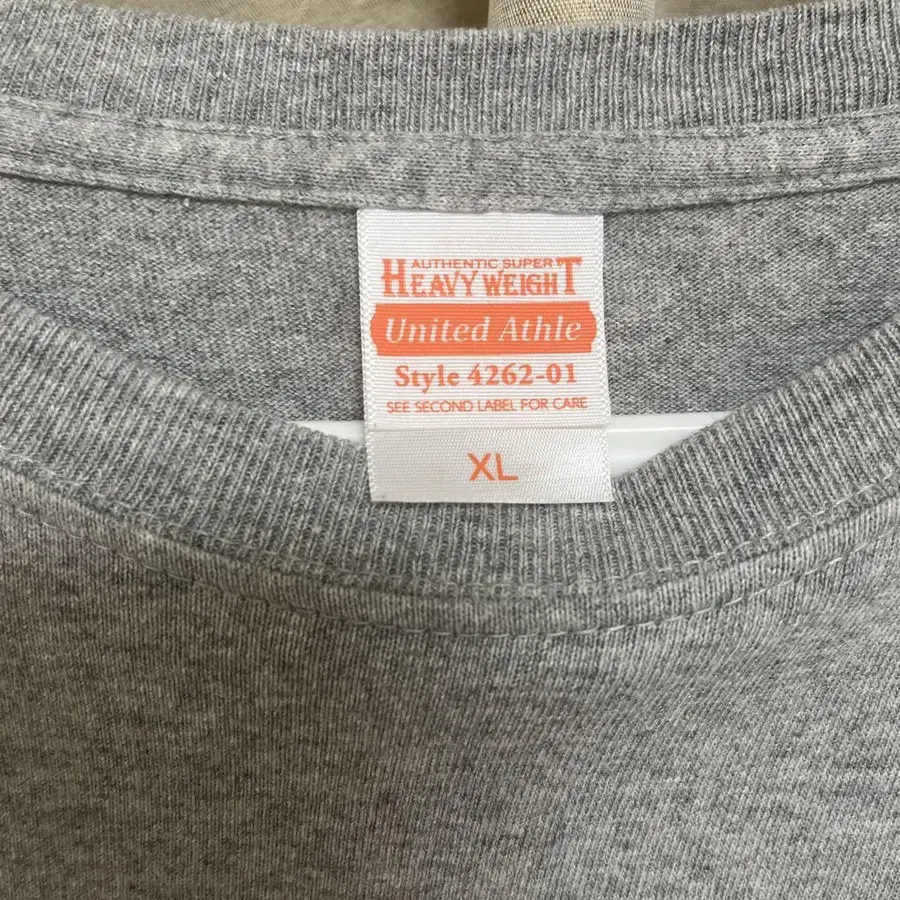 AUTHENTIC SUPER
HEAVY WEIGHT
United Athle
Style 4262-01
SEE SECOND LABEL FOR CARE
XL